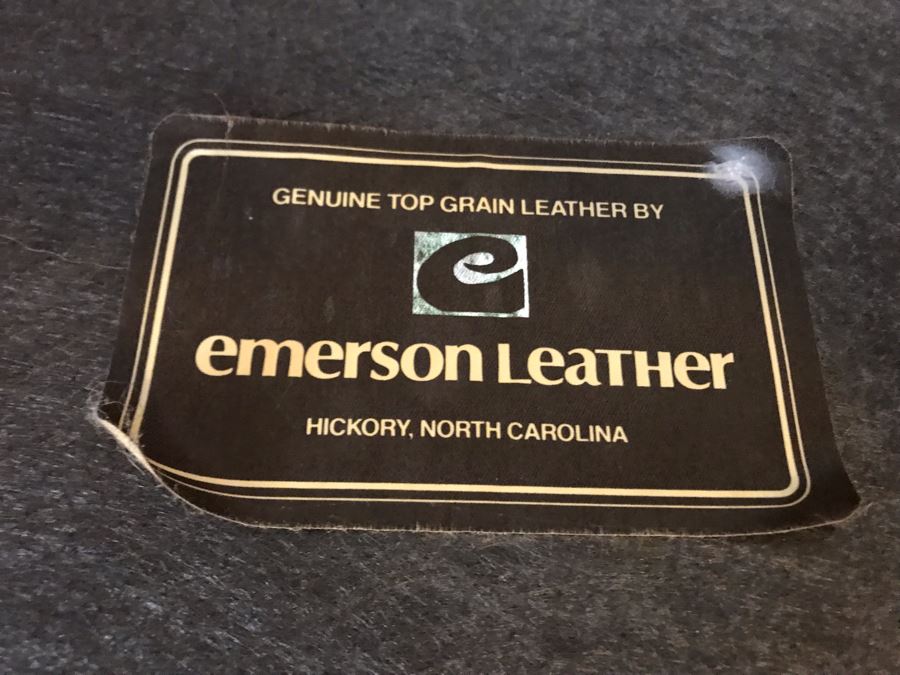 GENUINE TOP GRAIN LEATHER BY
e
emerson Leather
HICKORY, NORTH CAROLINA